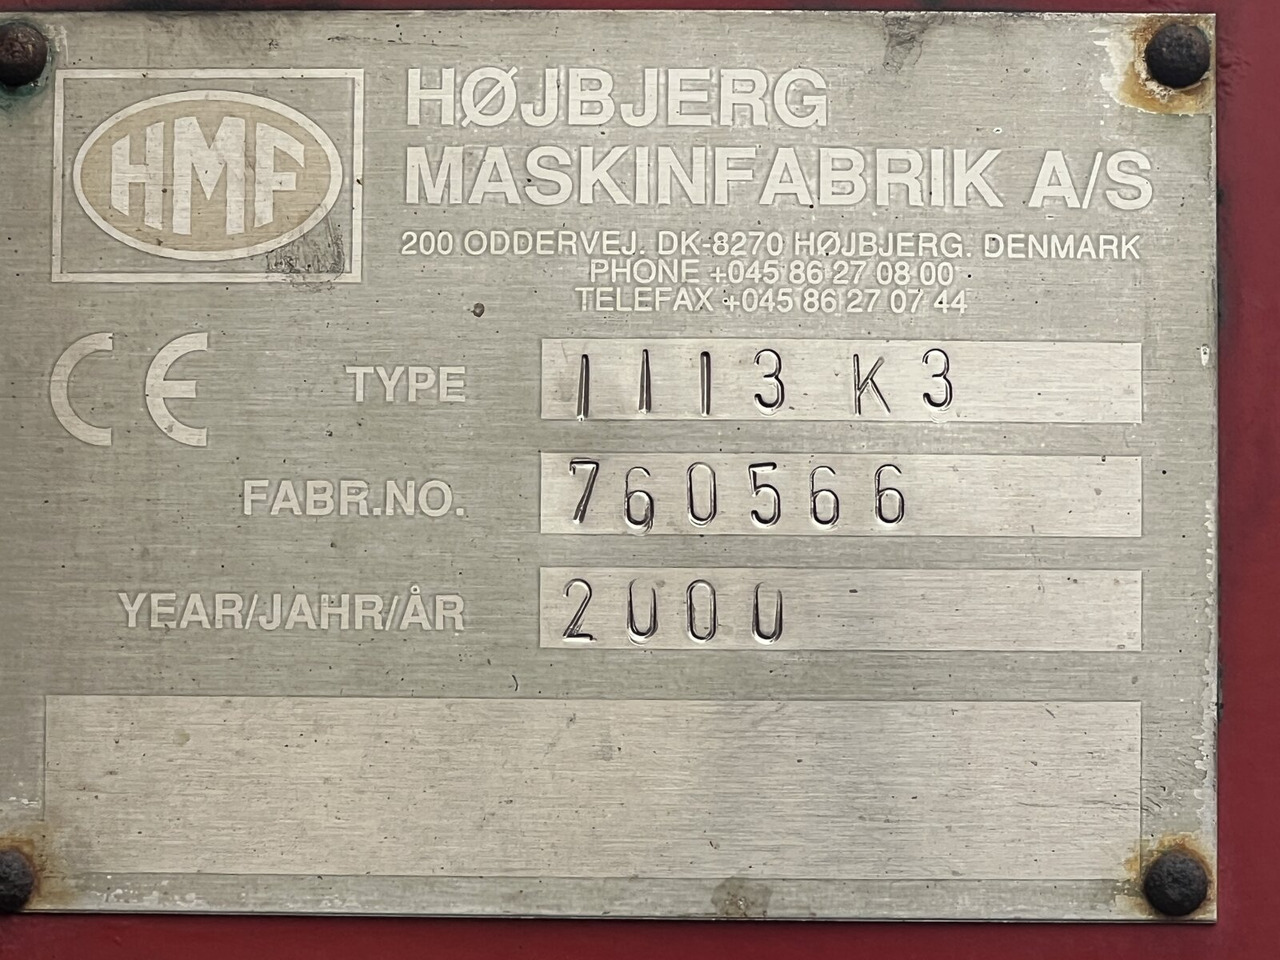 HMF
HØJBJERG
MASKINFABRIK A/S
200 ODDERVEJ. DK-8270 HØJBJERG. DENMARK
PHONE +045 86 27 08 00
TELEFAX +045 86 27 07 44
CE
TYPE 1113 K3
FABR.NO. 760566
YEAR/JAHR/ÅR 2000